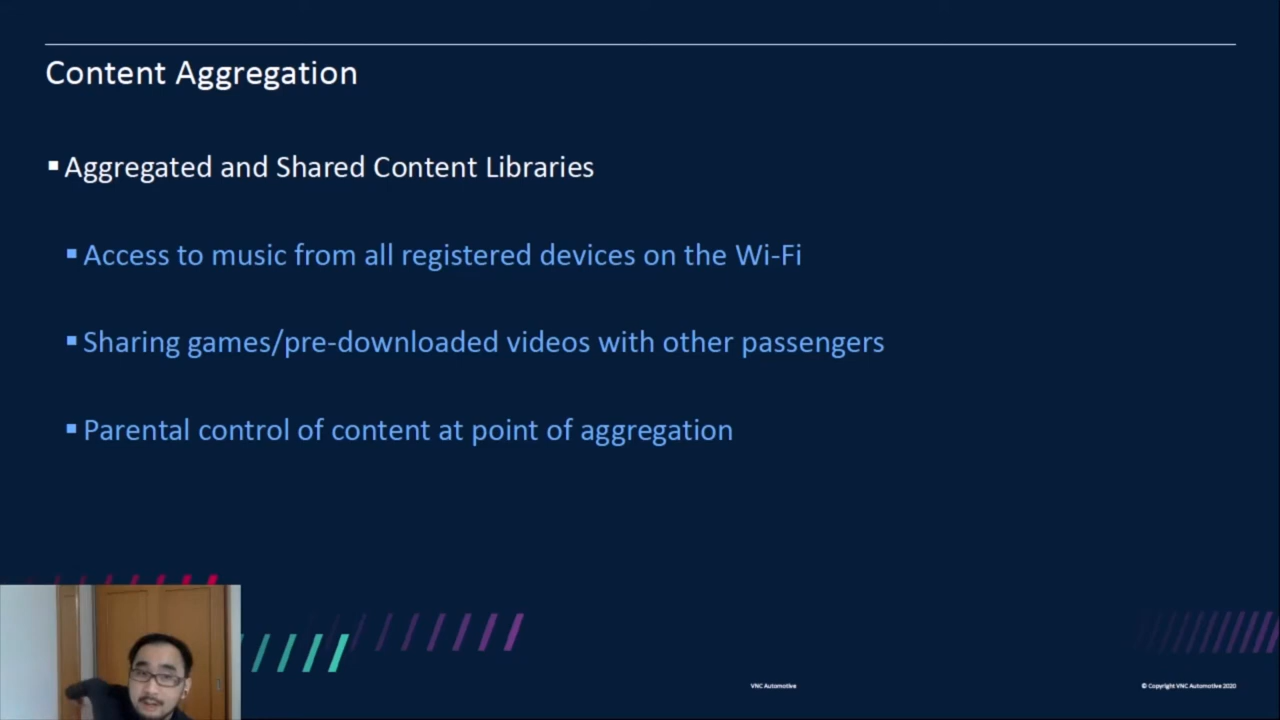 Content Aggregation
▪ Aggregated and Shared Content Libraries
▪ Access to music from all registered devices on the Wi-Fi
▪ Sharing games/pre-downloaded videos with other passengers
▪ Parental control of content at point of aggregation
VNC Automotive
© Copyright VNC Automotive 2020